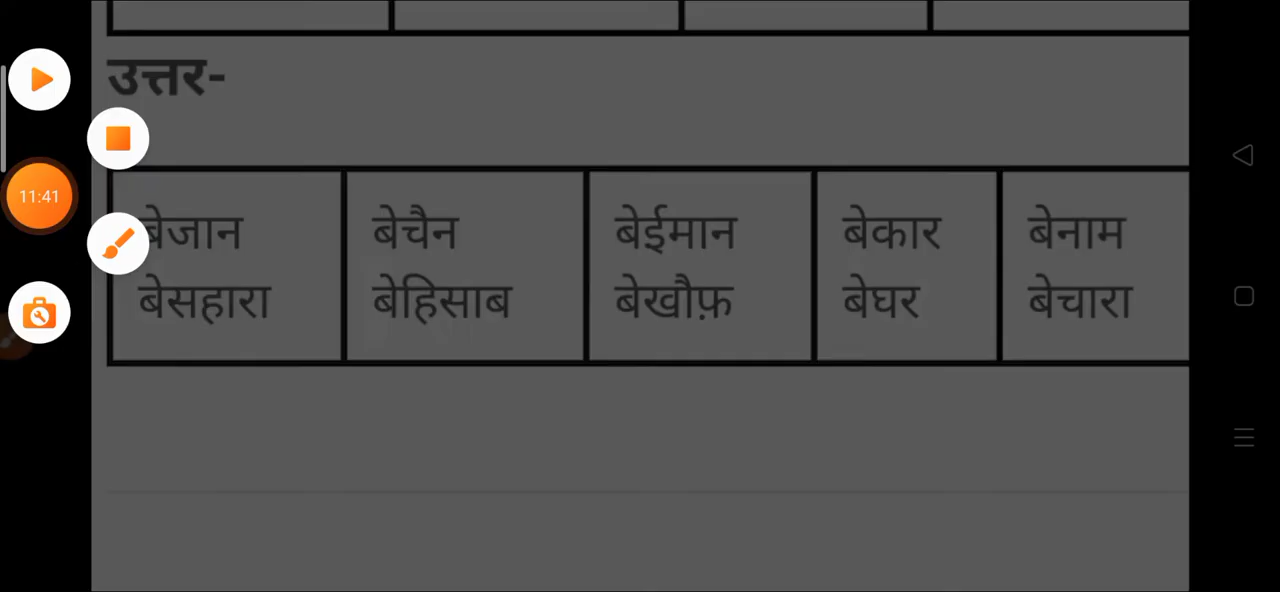 उत्तर-
11:41
बेजान बेचैन बेईमान बेकार बेनाम
बेसहारा बेहिसाब बेखौफ़ बेघर बेचारा